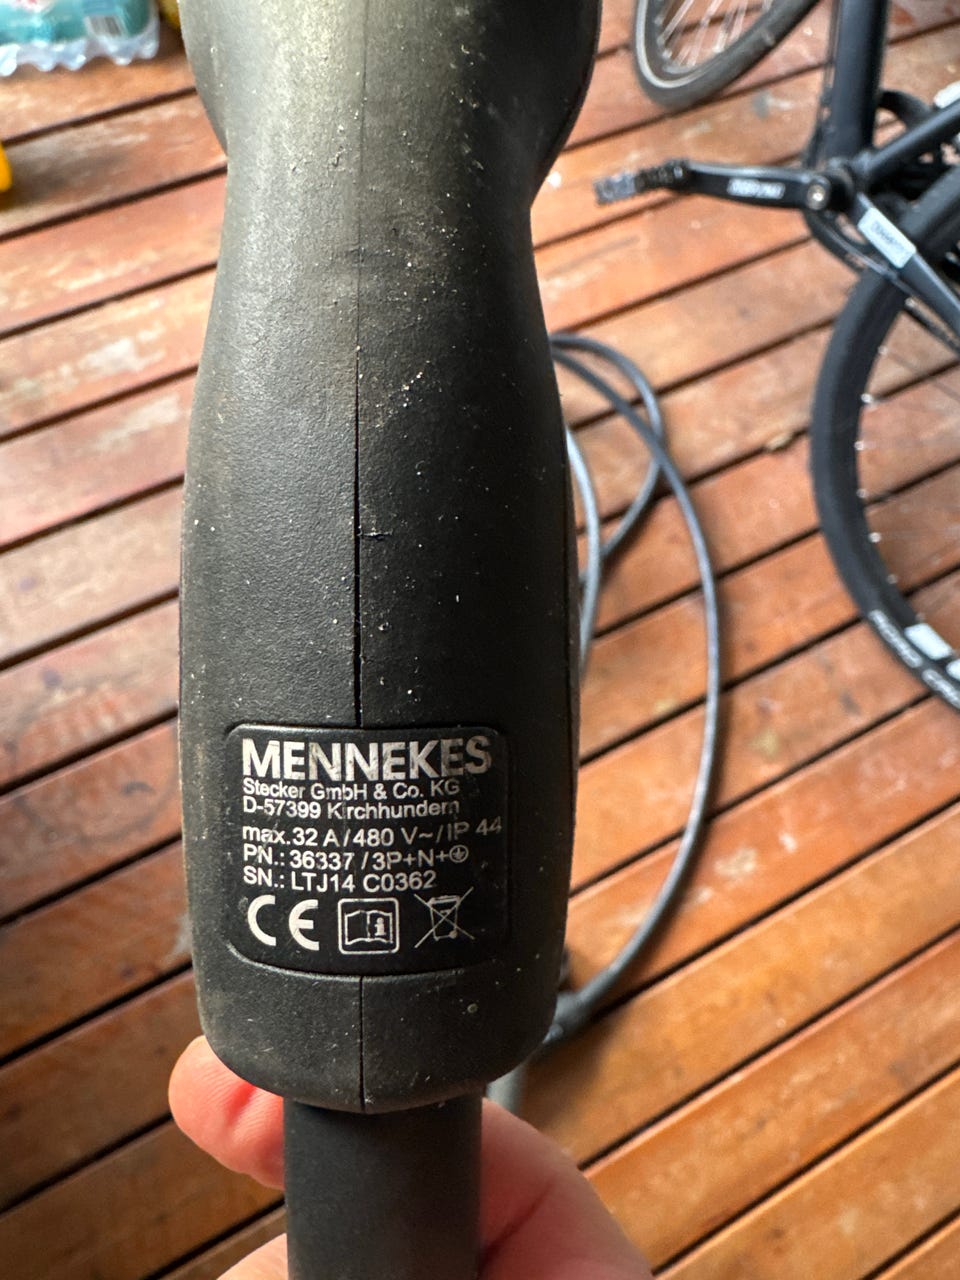 MENNEKES
Stecker GmbH & Co. KG
D-57399 Kirchhundem
max.32 A/480 V~/IP 44
PN.: 36337 /3P+N+⏚
SN.: LTJ14 C0362
CE